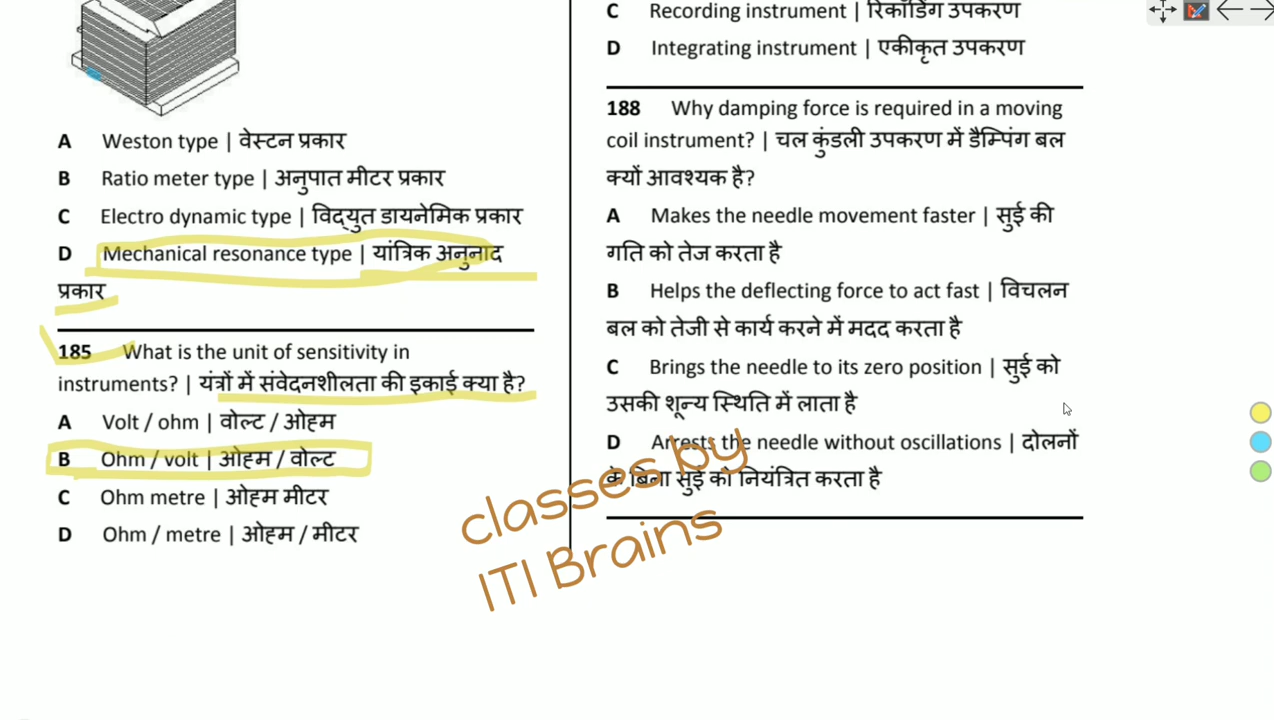 A Weston type | वेस्टन प्रकार
B Ratio meter type | अनुपात मीटर प्रकार
C Electro dynamic type | विद्युत डायनेमिक प्रकार
D Mechanical resonance type | यांत्रिक अनुनाद
प्रकार
185 What is the unit of sensitivity in
instruments? | यंत्रों में संवेदनशीलता की इकाई क्या है?
A Volt / ohm | वोल्ट / ओह्म
B Ohm / volt | ओह्म / वोल्ट
C Ohm metre | ओह्म मीटर
D Ohm / metre | ओह्म / मीटर
C Recording instrument | रिकॉर्डिंग उपकरण
D Integrating instrument | एकीकृत उपकरण
188 Why damping force is required in a moving
coil instrument? | चल कुंडली उपकरण में डैम्पिंग बल
क्यों आवश्यक है?
A Makes the needle movement faster | सुई की
गति को तेज करता है
B Helps the deflecting force to act fast | विचलन
बल को तेजी से कार्य करने में मदद करता है
C Brings the needle to its zero position | सुई को
उसकी शून्य स्थिति में लाता है
D Arrests the needle without oscillations | दोलनों
के बिना सुई को नियंत्रित करता है
classes by
ITI Brains